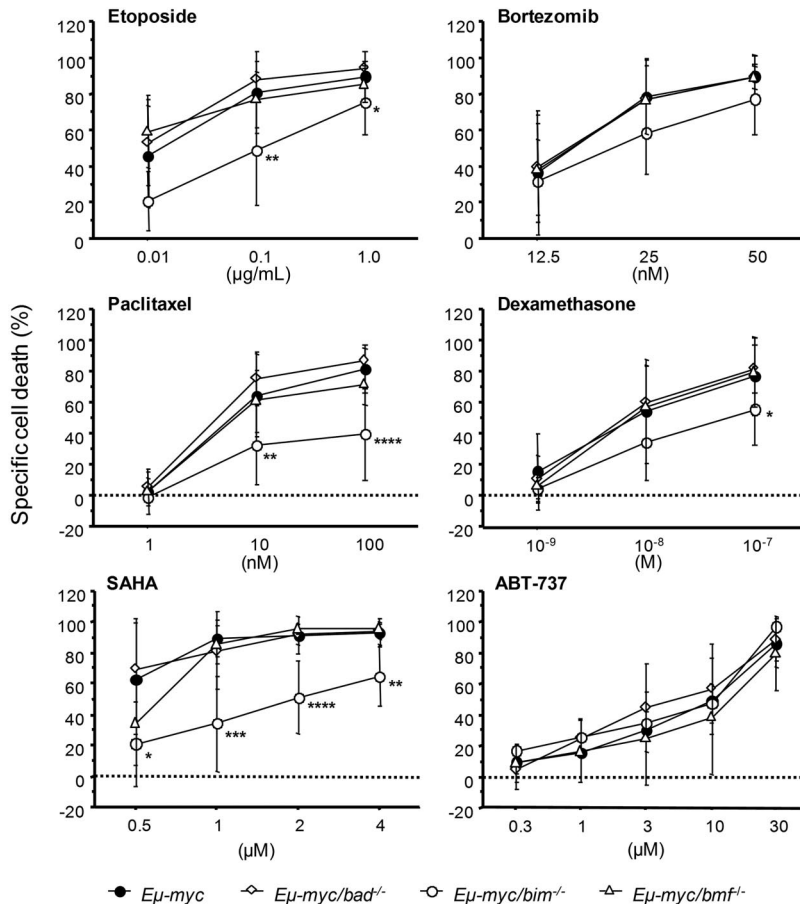 Etoposide
120
100
80
60
40
20
0
0.01 0.1 1.0
(µg/mL)
**
*
Bortezomib
120
100
80
60
40
20
0
12.5 25 50
(nM)
Specific cell death (%)
Paclitaxel
120
100
80
60
40
20
0
-20
1 10 100
(nM)
**
****
Dexamethasone
120
100
80
60
40
20
0
-20
10⁻⁹ 10⁻⁸ 10⁻⁷
(M)
*
SAHA
120
100
80
60
40
20
0
-20
0.5 1 2 4
(µM)
*
***
****
**
ABT-737
120
100
80
60
40
20
0
-20
0.3 1 3 10 30
(µM)
Eµ-myc Eµ-myc/bad⁻/⁻ Eµ-myc/bim⁻/⁻ Eµ-myc/bmf⁻/⁻